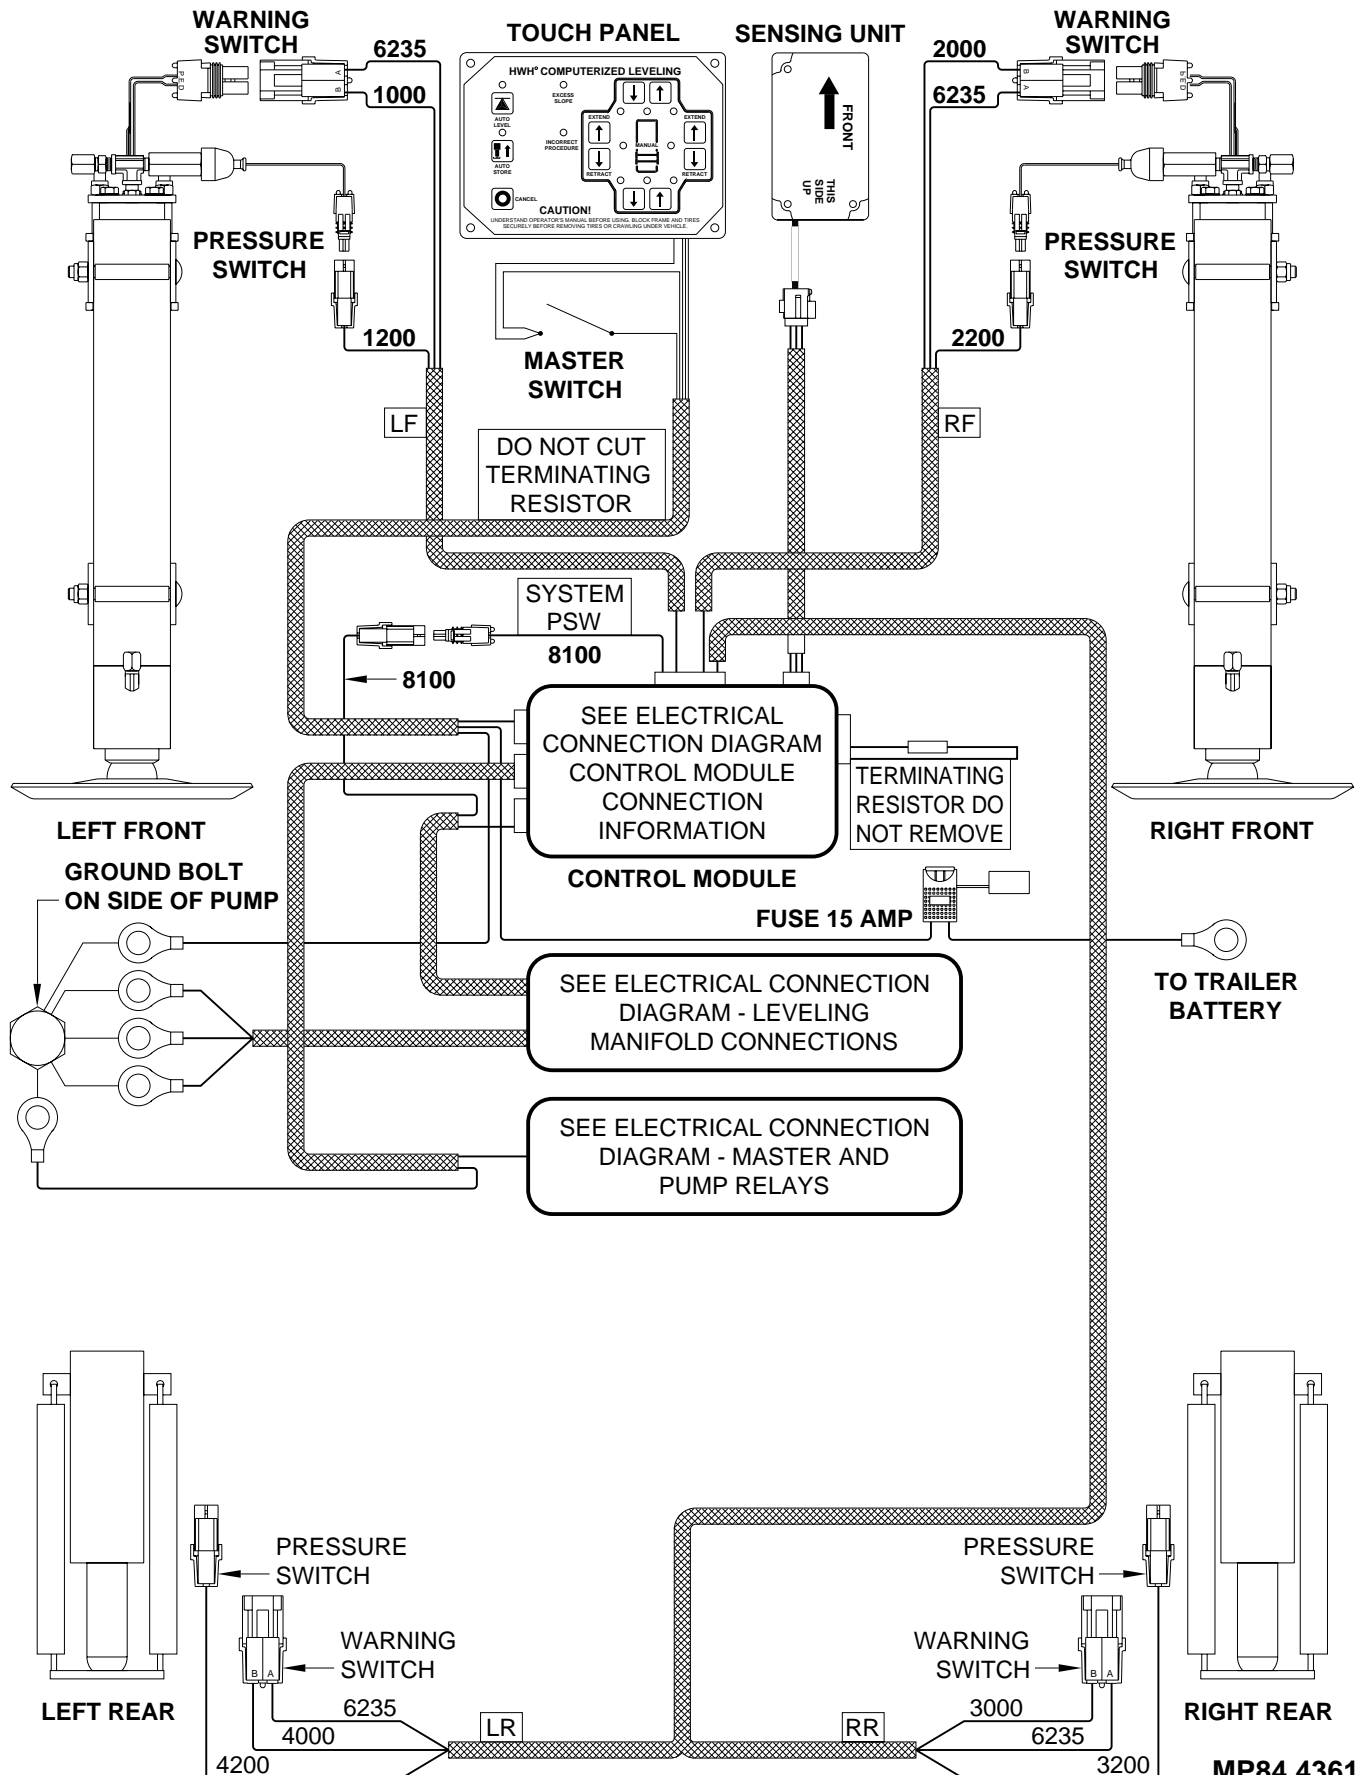 WARNING
SWITCH
6235
1000
TOUCH PANEL
SENSING UNIT
2000
6235
WARNING
SWITCH
PED
A
B
HWH® COMPUTERIZED LEVELING
EXCESS
SLOPE
AUTO
LEVEL
INCORRECT
PROCEDURE
AUTO
STORE
CANCEL
EXTEND
EXTEND
MANUAL
RETRACT
RETRACT
CAUTION!
UNDERSTAND OPERATOR'S MANUAL BEFORE USING. BLOCK FRAME AND TIRES
SECURELY BEFORE REMOVING TIRES OR CRAWLING UNDER VEHICLE.
FRONT
THIS
SIDE
UP
B
A
PED
PRESSURE
SWITCH
PRESSURE
SWITCH
1200
MASTER
SWITCH
2200
LF
RF
DO NOT CUT
TERMINATING
RESISTOR
SYSTEM
PSW
8100
8100
SEE ELECTRICAL
CONNECTION DIAGRAM
CONTROL MODULE
CONNECTION
INFORMATION
TERMINATING
RESISTOR DO
NOT REMOVE
LEFT FRONT
RIGHT FRONT
CONTROL MODULE
GROUND BOLT
ON SIDE OF PUMP
FUSE 15 AMP
TO TRAILER
BATTERY
SEE ELECTRICAL CONNECTION
DIAGRAM - LEVELING
MANIFOLD CONNECTIONS
SEE ELECTRICAL CONNECTION
DIAGRAM - MASTER AND
PUMP RELAYS
PRESSURE
SWITCH
PRESSURE
SWITCH
WARNING
SWITCH
WARNING
SWITCH
B A
B A
LEFT REAR
RIGHT REAR
6235
4000
4200
LR
RR
3000
6235
3200
MP84.4361